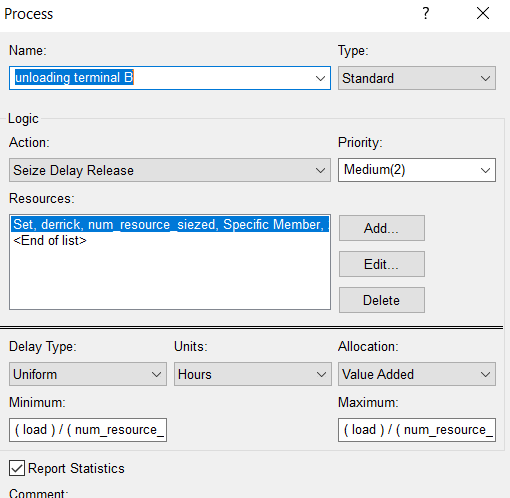 Process ? ×
Name: Type:
unloading terminal B Standard
Logic
Action: Priority:
Seize Delay Release Medium(2)
Resources:
Set, derrick, num_resource_siezed, Specific Member,
<End of list>
Add...
Edit...
Delete
Delay Type: Units: Allocation:
Uniform Hours Value Added
Minimum: Maximum:
( load ) / ( num_resource_ ( load ) / ( num_resource_
Report Statistics
Comment: